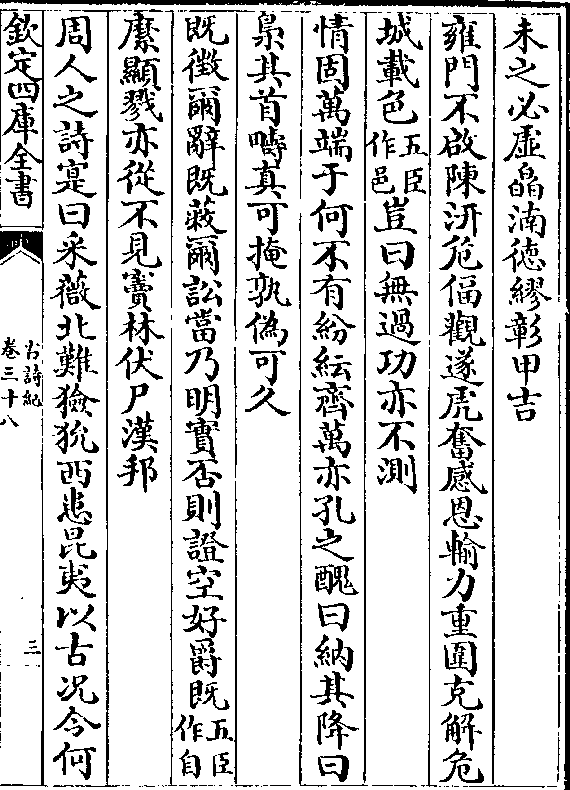 未之必虛皛湳德繆彰甲吉
雍門不啟陳汧危偪觀遂虎奮感恩輸力重圍克解危
城載色五臣作邑豈曰無過功亦不測
情固萬端于何不有紛紜齊萬亦孔之醜曰納其降曰
梟其首疇真可掩孰偽可久
既徵爾辭既蔽爾訟當乃明實否則證空好爵既五臣作自
縻顯戮亦從不見竇林伏尸漢邦
周人之詩寔曰采薇北難獫狁西患昆夷以古况今何
欽定四庫全書
古詩紀
卷三十八
三